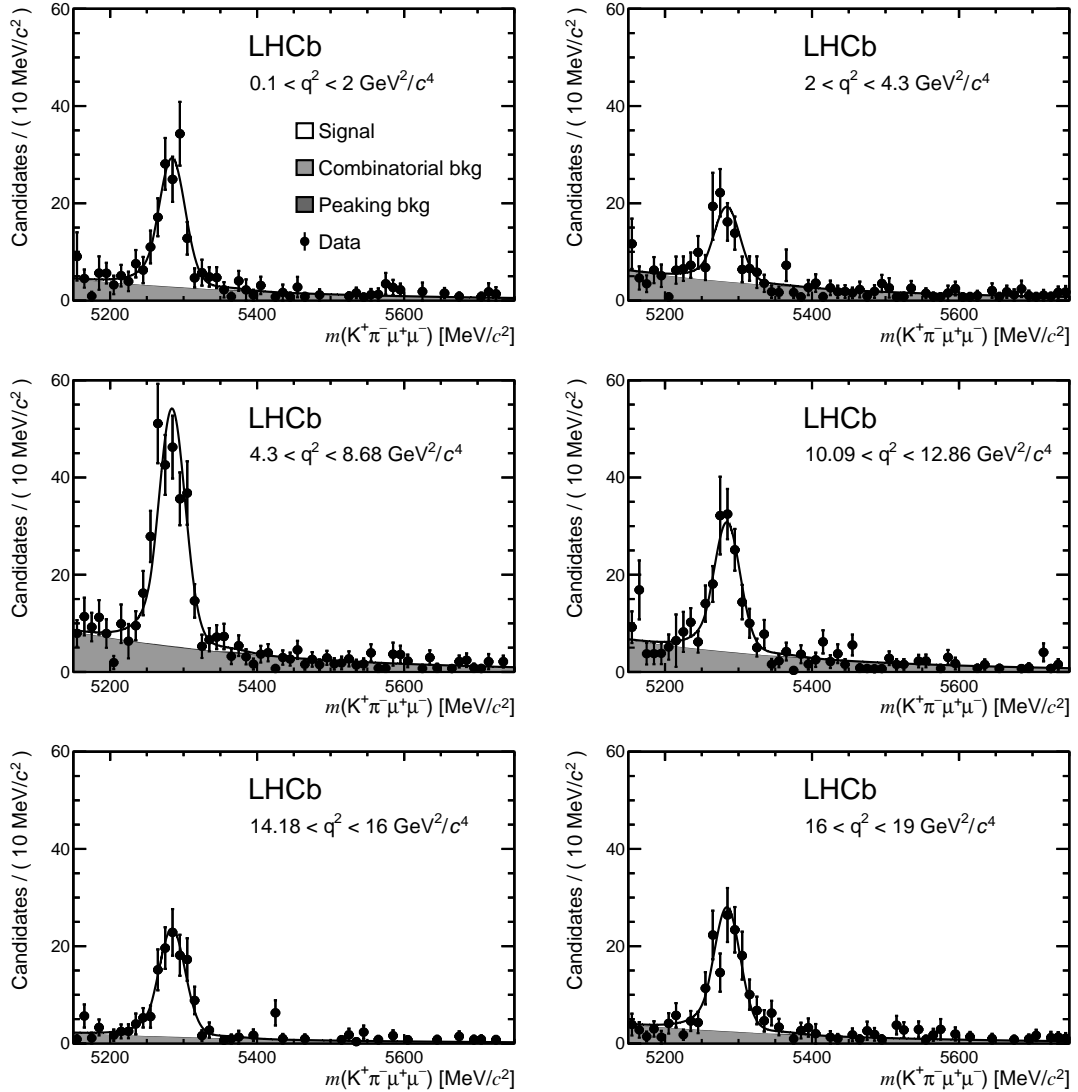 Candidates / ( 10 MeV/c² )
60
40
20
0
LHCb
0.1 < q² < 2 GeV²/c⁴
Signal
Combinatorial bkg
Peaking bkg
Data
5200 5400 5600
m(K⁺π⁻μ⁺μ⁻) [MeV/c²]
Candidates / ( 10 MeV/c² )
60
40
20
0
LHCb
2 < q² < 4.3 GeV²/c⁴
5200 5400 5600
m(K⁺π⁻μ⁺μ⁻) [MeV/c²]
Candidates / ( 10 MeV/c² )
60
40
20
0
LHCb
4.3 < q² < 8.68 GeV²/c⁴
5200 5400 5600
m(K⁺π⁻μ⁺μ⁻) [MeV/c²]
Candidates / ( 10 MeV/c² )
60
40
20
0
LHCb
10.09 < q² < 12.86 GeV²/c⁴
5200 5400 5600
m(K⁺π⁻μ⁺μ⁻) [MeV/c²]
Candidates / ( 10 MeV/c² )
60
40
20
0
LHCb
14.18 < q² < 16 GeV²/c⁴
5200 5400 5600
m(K⁺π⁻μ⁺μ⁻) [MeV/c²]
Candidates / ( 10 MeV/c² )
60
40
20
0
LHCb
16 < q² < 19 GeV²/c⁴
5200 5400 5600
m(K⁺π⁻μ⁺μ⁻) [MeV/c²]